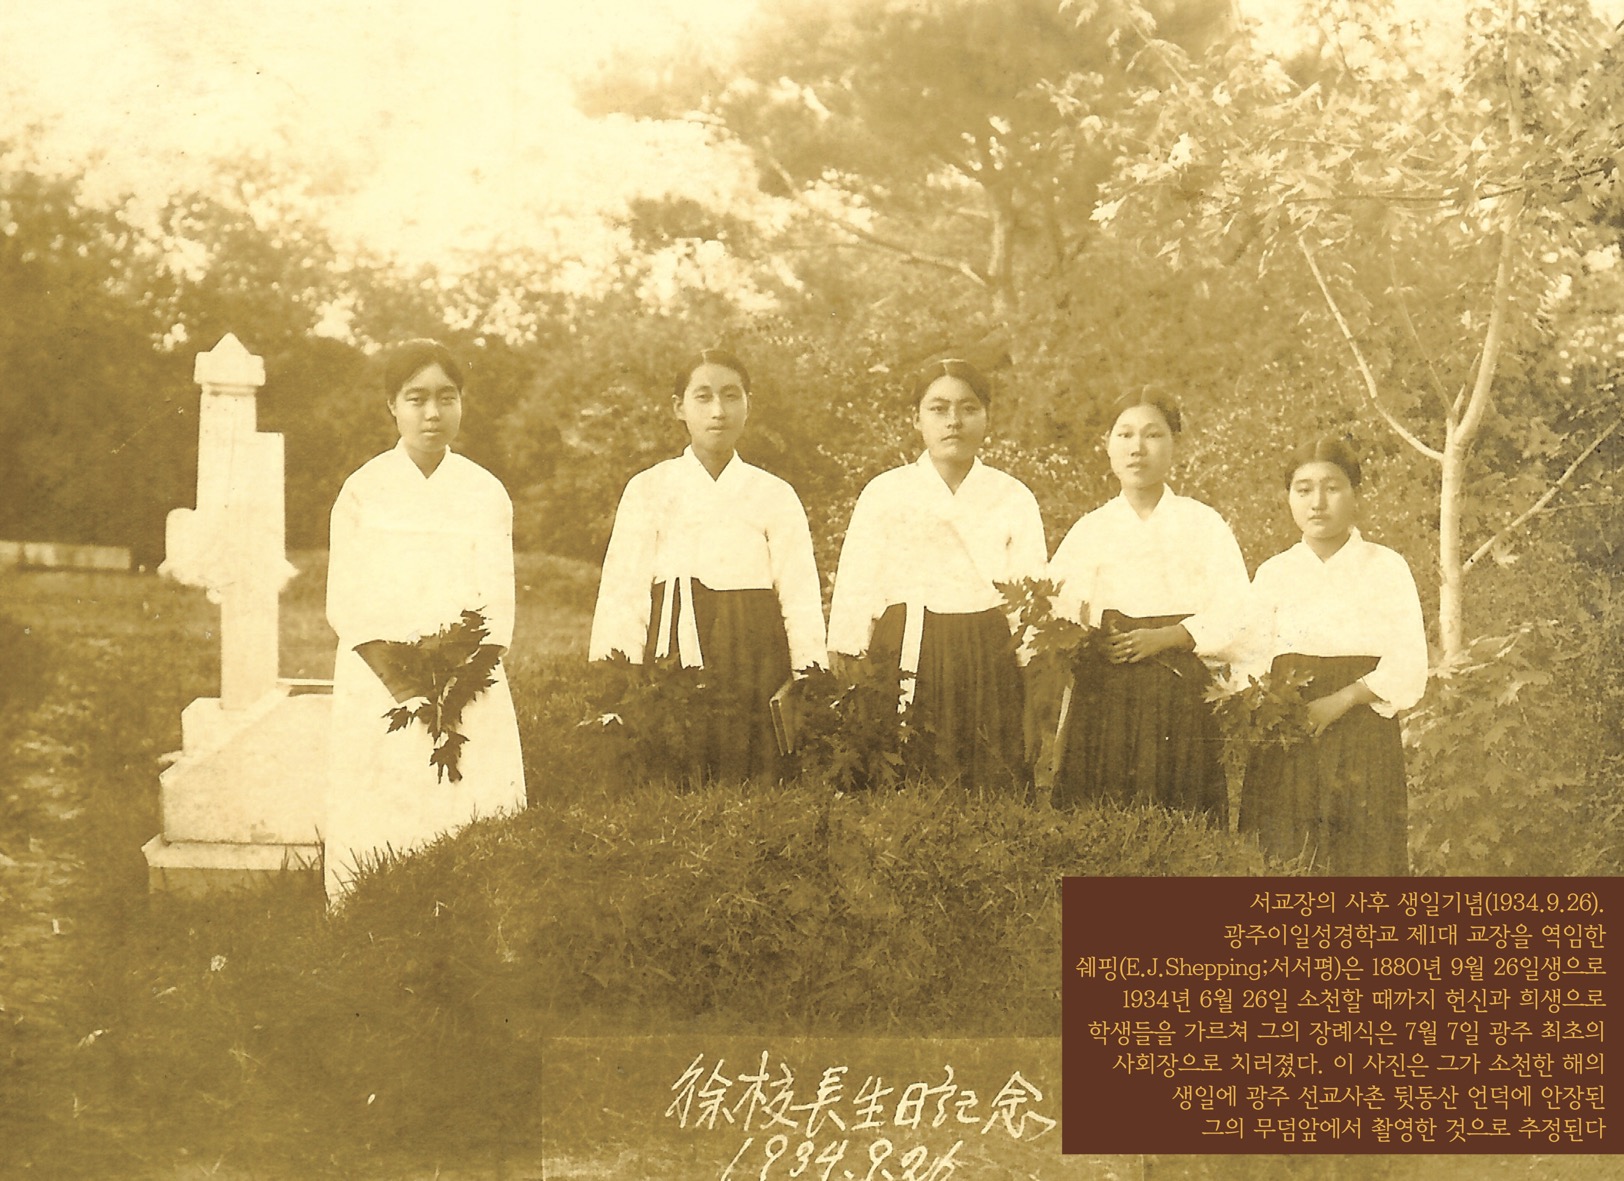 徐校長生日記念
1934.9.26
서교장의 사후 생일기념(1934.9.26).
광주이일성경학교 제1대 교장을 역임한
쉐핑(E.J.Shepping;서서평)은 1880년 9월 26일생으로
1934년 6월 26일 소천할 때까지 헌신과 희생으로
학생들을 가르쳐 그의 장례식은 7월 7일 광주 최초의
사회장으로 치러졌다. 이 사진은 그가 소천한 해의
생일에 광주 선교사촌 뒷동산 언덕에 안장된
그의 무덤앞에서 촬영한 것으로 추정된다